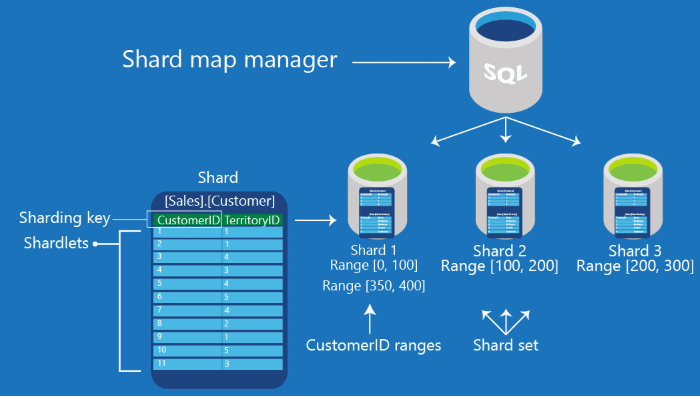 Shard map manager
SQL
Shard
[Sales].[Customer]
Sharding key
CustomerID TerritoryID
Shardlets
1 1
2 1
3 4
4 3
5 4
6 5
7 4
8 2
9 1
10 5
11 3
Shard 1
Range [0, 100]
Range [350, 400]
Shard 2
Range [100, 200]
Shard 3
Range [200, 300]
CustomerID ranges
Shard set